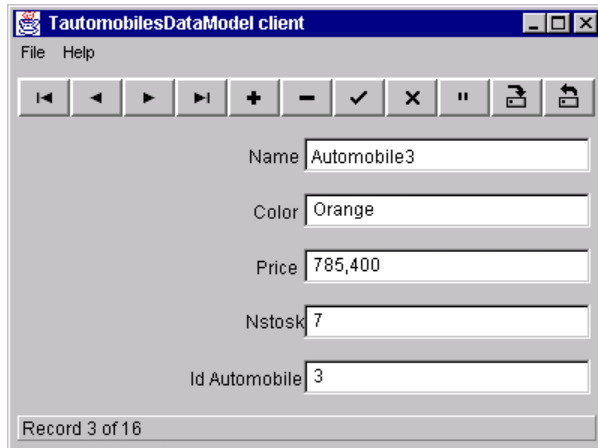 TautomobilesDataModel client
File Help
Name Automobile3
Color Orange
Price 785,400
Nstosk 7
Id Automobile 3
Record 3 of 16